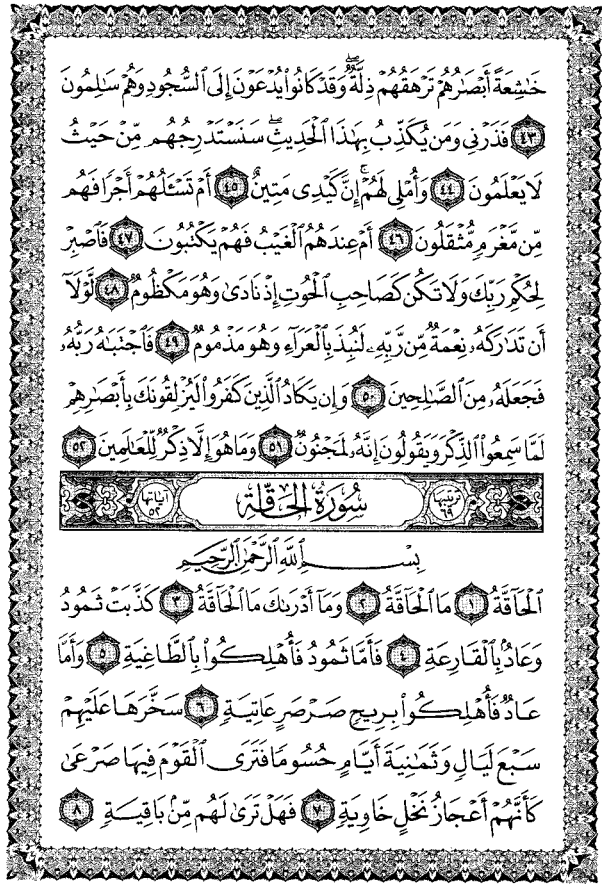 خَٰشِعَةً أَبْصَٰرُهُمْ تَرْهَقُهُمْ ذِلَّةٌ ۖ وَقَدْ كَانُوا۟ يُدْعَوْنَ إِلَى ٱلسُّجُودِ وَهُمْ سَٰلِمُونَ
٤٣ فَذَرْنِى وَمَن يُكَذِّبُ بِهَٰذَا ٱلْحَدِيثِ ۖ سَنَسْتَدْرِجُهُم مِّنْ حَيْثُ
لَا يَعْلَمُونَ ٤٤ وَأُمْلِى لَهُمْ ۚ إِنَّ كَيْدِى مَتِينٌ ٤٥ أَمْ تَسْـَٔلُهُمْ أَجْرًا فَهُم
مِّن مَّغْرَمٍ مُّثْقَلُونَ ٤٦ أَمْ عِندَهُمُ ٱلْغَيْبُ فَهُمْ يَكْتُبُونَ ٤٧ فَٱصْبِرْ
لِحُكْمِ رَبِّكَ وَلَا تَكُن كَصَاحِبِ ٱلْحُوتِ إِذْ نَادَىٰ وَهُوَ مَكْظُومٌ ٤٨ لَّوْلَآ
أَن تَدَٰرَكَهُۥ نِعْمَةٌ مِّن رَّبِّهِۦ لَنُبِذَ بِٱلْعَرَآءِ وَهُوَ مَذْمُومٌ ٤٩ فَٱجْتَبَٰهُ رَبُّهُۥ
فَجَعَلَهُۥ مِنَ ٱلصَّٰلِحِينَ ٥٠ وَإِن يَكَادُ ٱلَّذِينَ كَفَرُوا۟ لَيُزْلِقُونَكَ بِأَبْصَٰرِهِمْ
لَمَّا سَمِعُوا۟ ٱلذِّكْرَ وَيَقُولُونَ إِنَّهُۥ لَمَجْنُونٌ ٥١ وَمَا هُوَ إِلَّا ذِكْرٌ لِّلْعَٰلَمِينَ ٥٢
ترتيبها ٦٩ سُورَةُ الحَاقَّة آياتها ٥٢
بِسْمِ ٱللَّهِ ٱلرَّحْمَٰنِ ٱلرَّحِيمِ
ٱلْحَآقَّةُ ١ مَا ٱلْحَآقَّةُ ٢ وَمَآ أَدْرَىٰكَ مَا ٱلْحَآقَّةُ ٣ كَذَّبَتْ ثَمُودُ
وَعَادٌۢ بِٱلْقَارِعَةِ ٤ فَأَمَّا ثَمُودُ فَأُهْلِكُوا۟ بِٱلطَّاغِيَةِ ٥ وَأَمَّا
عَادٌ فَأُهْلِكُوا۟ بِرِيحٍ صَرْصَرٍ عَاتِيَةٍ ٦ سَخَّرَهَا عَلَيْهِمْ
سَبْعَ لَيَالٍ وَثَمَٰنِيَةَ أَيَّامٍ حُسُومًا فَتَرَى ٱلْقَوْمَ فِيهَا صَرْعَىٰ
كَأَنَّهُمْ أَعْجَازُ نَخْلٍ خَاوِيَةٍ ٧ فَهَلْ تَرَىٰ لَهُم مِّنۢ بَاقِيَةٍ ٨